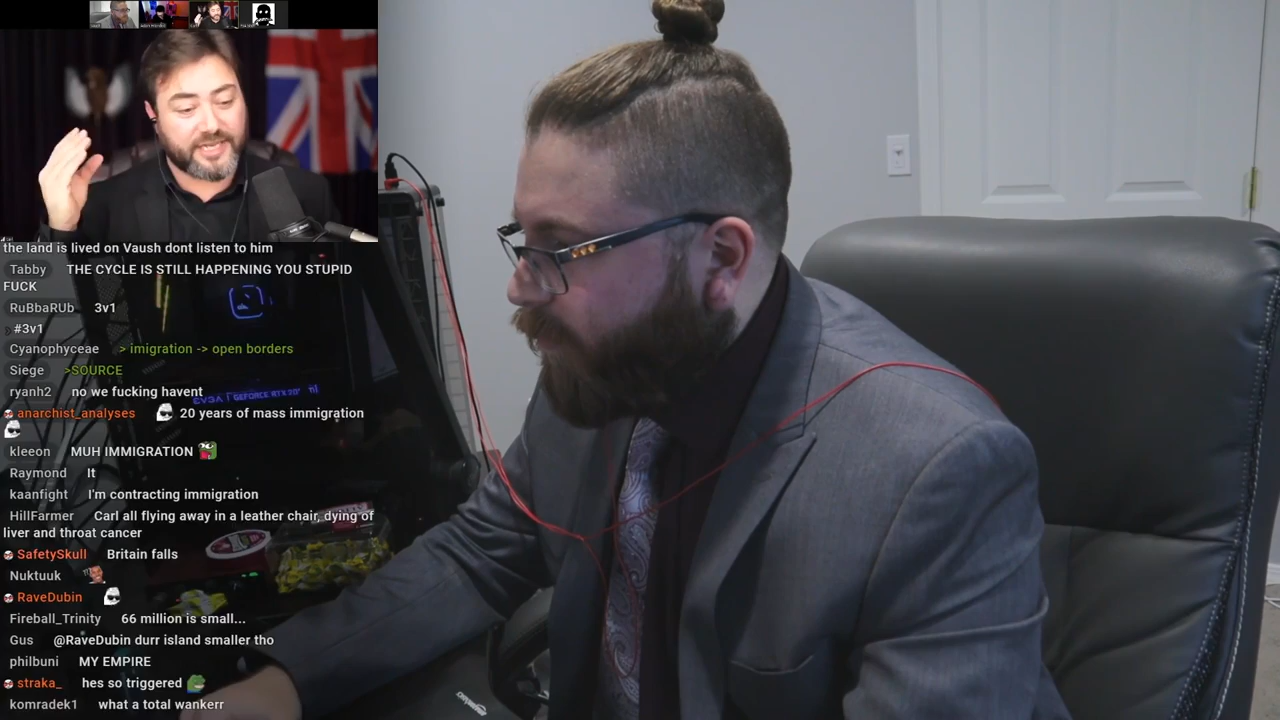 the land is lived on Vaush dont listen to him
Tabby THE CYCLE IS STILL HAPPENING YOU STUPID
FUCK
RuBbaRUb 3v1
#3v1
Cyanophyceae > imigration -> open borders
Siege >SOURCE
ryanh2 no we fucking havent
EVGA GEFORCE RTX
anarchist_analyses 20 years of mass immigration
kleeon MUH IMMIGRATION
Raymond It
kaanfight I'm contracting immigration
HillFarmer Carl all flying away in a leather chair, dying of
liver and throat cancer
SafetySkull Britain falls
Nuktuuk
RaveDubin
Fireball_Trinity 66 million is small...
Gus @RaveDubin durr island smaller tho
philbuni MY EMPIRE
straka_ hes so triggered
komradek1 what a total wankerr